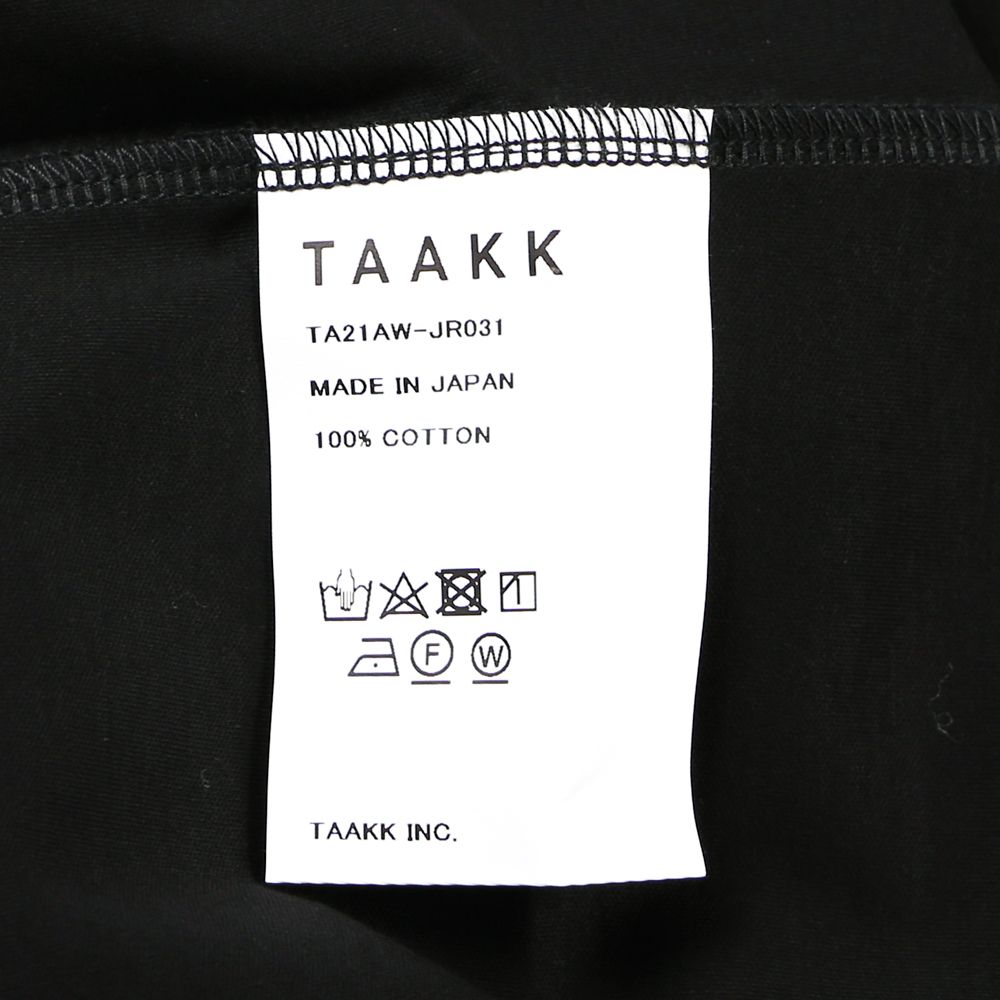 TAAKK
TA21AW-JR031
MADE IN JAPAN
100% COTTON
F W
TAAKK INC.